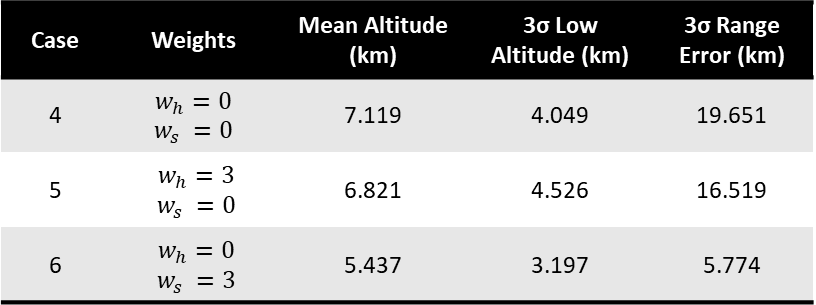 Case Weights Mean Altitude (km) 3σ Low Altitude (km) 3σ Range Error (km)
4 w_h = 0 w_s = 0 7.119 4.049 19.651
5 w_h = 3 w_s = 0 6.821 4.526 16.519
6 w_h = 0 w_s = 3 5.437 3.197 5.774